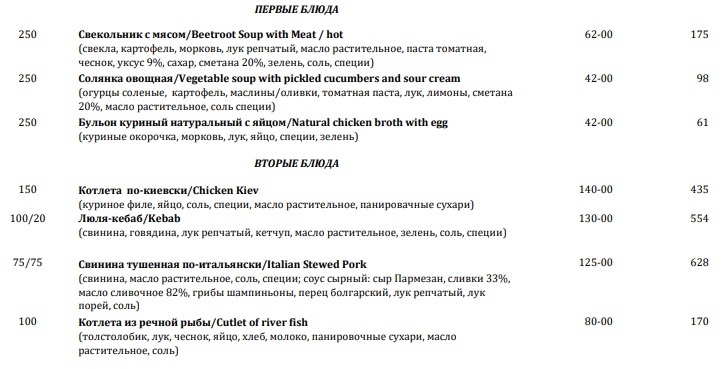 ПЕРВЫЕ БЛЮДА
250 Свекольник с мясом/Beetroot Soup with Meat / hot 62-00 175
(свекла, картофель, морковь, лук репчатый, масло растительное, паста томатная,
чеснок, уксус 9%, сахар, сметана 20%, зелень, соль, специи)
250 Солянка овощная/Vegetable soup with pickled cucumbers and sour cream 42-00 98
(огурцы соленые, картофель, маслины/оливки, томатная паста, лук, лимоны, сметана
20%, масло растительное, соль специи)
250 Бульон куриный натуральный с яйцом/Natural chicken broth with egg 42-00 61
(куриные окорочка, морковь, лук, яйцо, специи, зелень)
ВТОРЫЕ БЛЮДА
150 Котлета по-киевски/Chicken Kiev 140-00 435
(куриное филе, яйцо, соль, специи, масло растительное, панировачные сухари)
100/20 Люля-кебаб/Kebab 130-00 554
(свинина, говядина, лук репчатый, кетчуп, масло растительное, зелень, соль, специи)
75/75 Свинина тушенная по-итальянски/Italian Stewed Pork 125-00 628
(свинина, масло растительное, соль, специи; соус сырный: сыр Пармезан, сливки 33%,
масло сливочное 82%, грибы шампиньоны, перец болгарский, лук репчатый, лук
порей, соль)
100 Котлета из речной рыбы/Cutlet of river fish 80-00 170
(толстолобик, лук, чеснок, яйцо, хлеб, молоко, панировочные сухари, масло
растительное, соль)